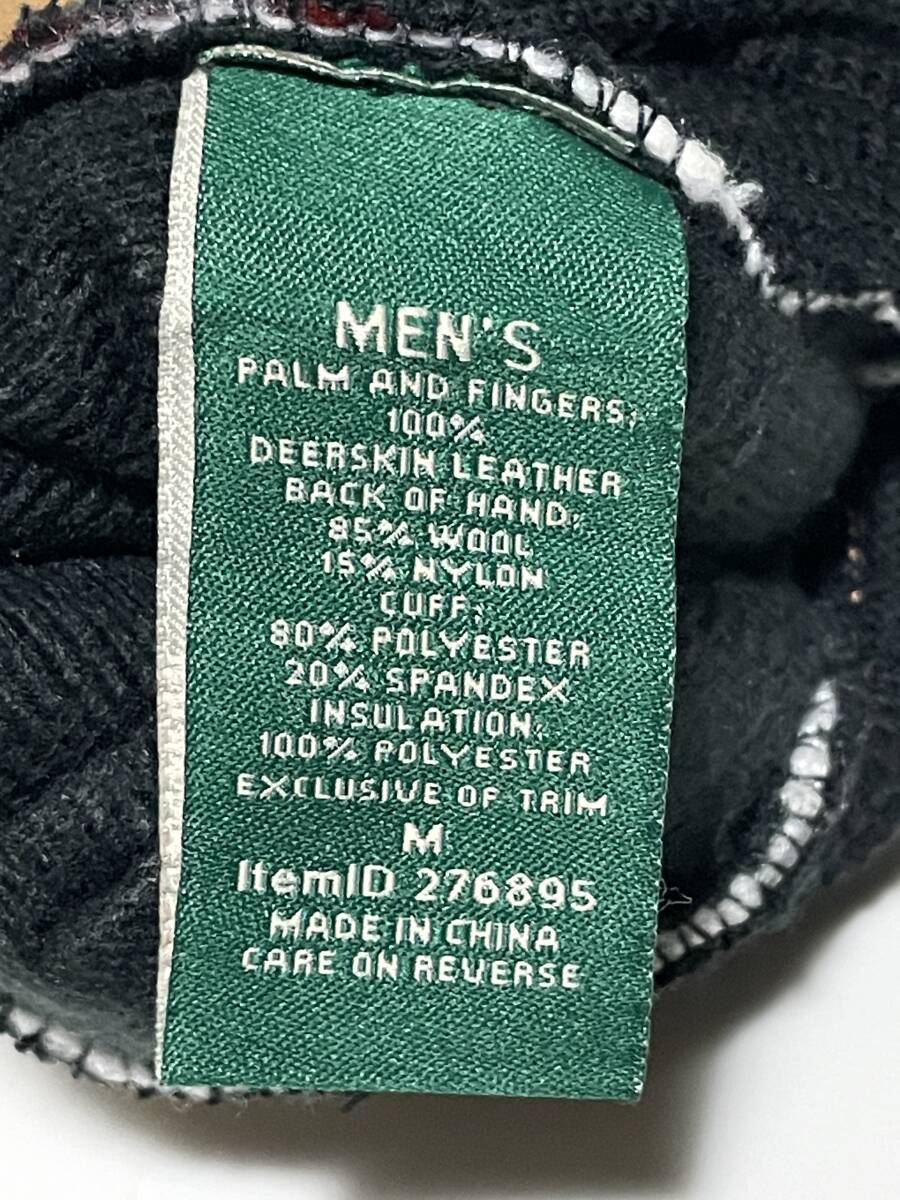 MEN'S
PALM AND FINGERS:
100%
DEERSKIN LEATHER
BACK OF HAND:
85% WOOL
15% NYLON
CUFF:
80% POLYESTER
20% SPANDEX
INSULATION:
100% POLYESTER
EXCLUSIVE OF TRIM
M
ItemID 276895
MADE IN CHINA
CARE ON REVERSE